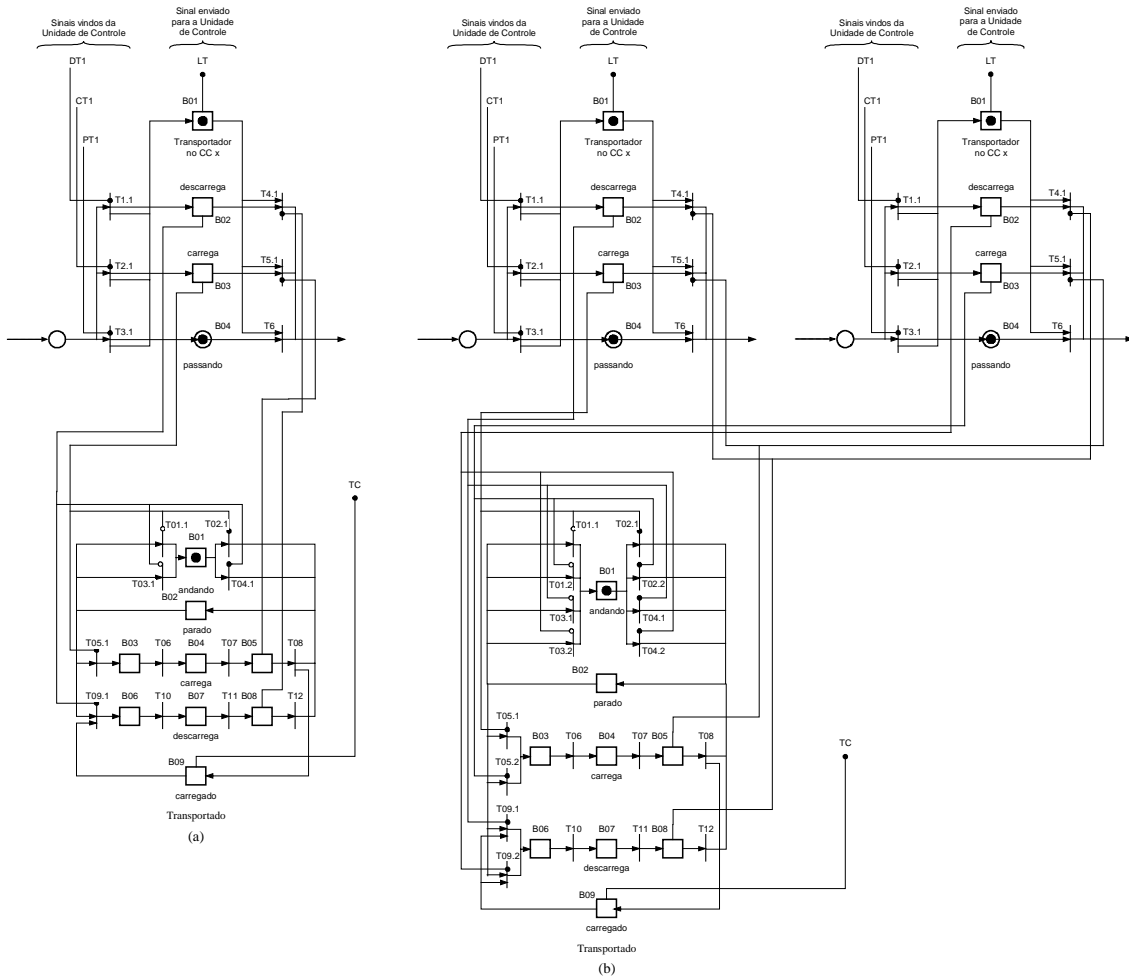 Sinais vindos da
Unidade de Controle
Sinal enviado
para a Unidade
de Controle
DT1
LT
CT1
B01
PT1
Transportador
no CC x
descarrega
T1.1
T4.1
B02
carrega
T2.1
T5.1
B03
T3.1
B04
T6
passando
TC
T01.1
T02.1
B01
T03.1
T04.1
andando
B02
parado
T05.1
B03
T06
B04
T07
B05
T08
carrega
T09.1
B06
T10
B07
T11
B08
T12
descarrega
B09
carregado
Transportado
(a)
Sinais vindos da
Unidade de Controle
Sinal enviado
para a Unidade
de Controle
DT1
LT
CT1
B01
PT1
Transportador
no CC x
descarrega
T1.1
T4.1
B02
carrega
T2.1
T5.1
B03
T3.1
B04
T6
passando
Sinais vindos da
Unidade de Controle
Sinal enviado
para a Unidade
de Controle
DT1
LT
CT1
B01
PT1
Transportador
no CC x
descarrega
T1.1
T4.1
B02
carrega
T2.1
T5.1
B03
T3.1
B04
T6
passando
T01.1
T02.1
B01
T01.2
T02.2
andando
T03.1
T04.1
T03.2
T04.2
B02
parado
T05.1
B03
T06
B04
T07
B05
T08
T05.2
carrega
TC
T09.1
B06
T10
B07
T11
B08
T12
T09.2
descarrega
B09
carregado
Transportado
(b)